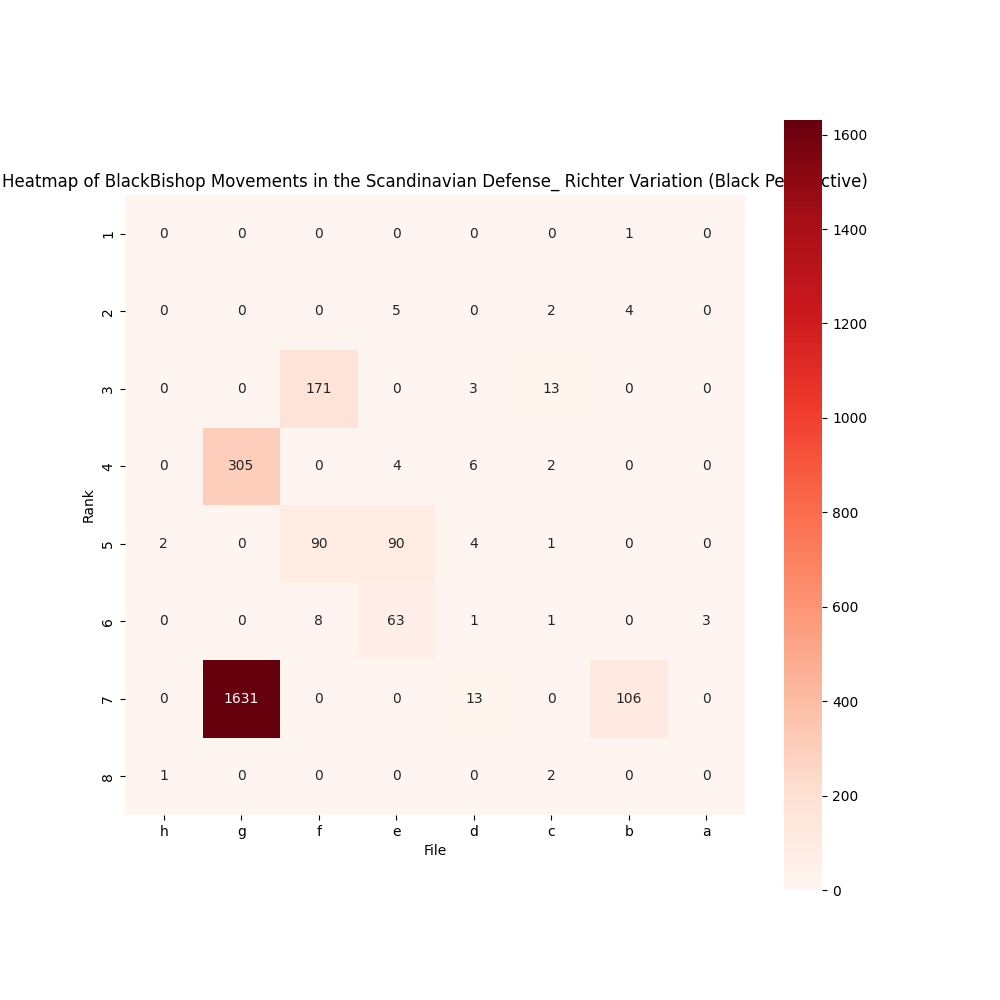 1600
Heatmap of BlackBishop Movements in the Scandinavian Defense_ Richter Variation (Black Pe ctive)
1 0 0 0 0 0 0 1 0
1400
2 0 0 0 5 0 2 4 0
1200
3 0 0 171 0 3 13 0 0
1000
4 0 305 0 4 6 2 0 0
Rank
800
5 2 0 90 90 4 1 0 0
600
6 0 0 8 63 1 1 0 3
400
7 0 1631 0 0 13 0 106 0
200
8 1 0 0 0 0 2 0 0
h g f e d c b a
File
0